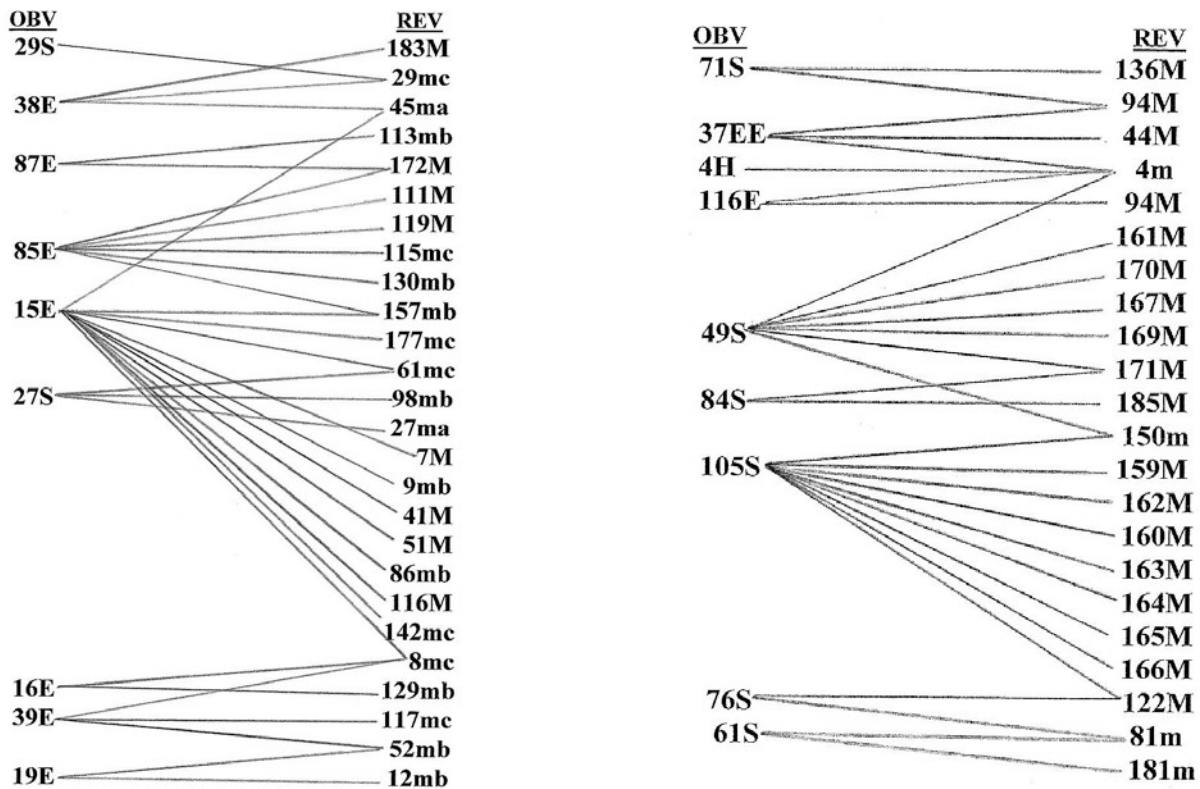 OBV
29S
38E
87E
85E
15E
27S
16E
39E
19E
REV
183M
29mc
45ma
113mb
172M
111M
119M
115mc
130mb
157mb
177mc
61mc
98mb
27ma
7M
9mb
41M
51M
86mb
116M
142mc
8mc
129mb
117mc
52mb
12mb
OBV
71S
37EE
4H
116E
49S
84S
105S
76S
61S
REV
136M
94M
44M
4m
94M
161M
170M
167M
169M
171M
185M
150m
159M
162M
160M
163M
164M
165M
166M
122M
81m
181m